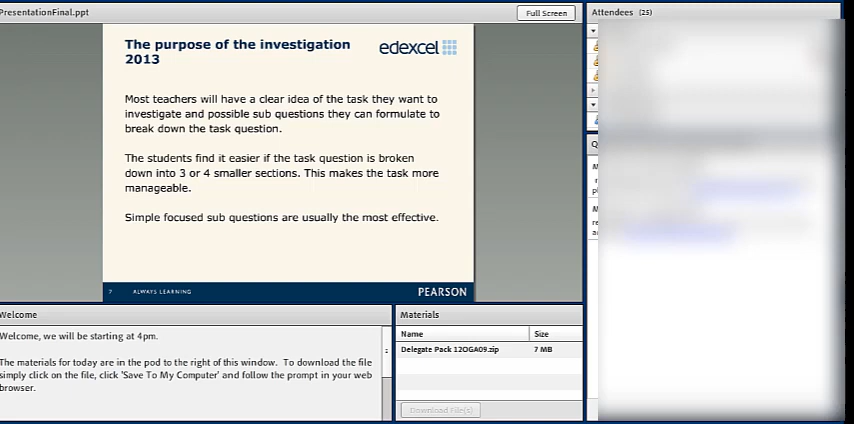 PresentationFinal.ppt
Full Screen
The purpose of the investigation
2013
edexcel
Most teachers will have a clear idea of the task they want to
investigate and possible sub questions they can formulate to
break down the task question.
The students find it easier if the task question is broken
down into 3 or 4 smaller sections. This makes the task more
manageable.
Simple focused sub questions are usually the most effective.
7
ALWAYS LEARNING
PEARSON
Attendees (25)
Welcome
Welcome, we will be starting at 4pm.
The materials for today are in the pod to the right of this window. To download the file
simply click on the file, click 'Save To My Computer' and follow the prompt in your web
browser.
Materials
Name
Size
Delegate Pack 12OGA09.zip
7 MB
Download File(s)